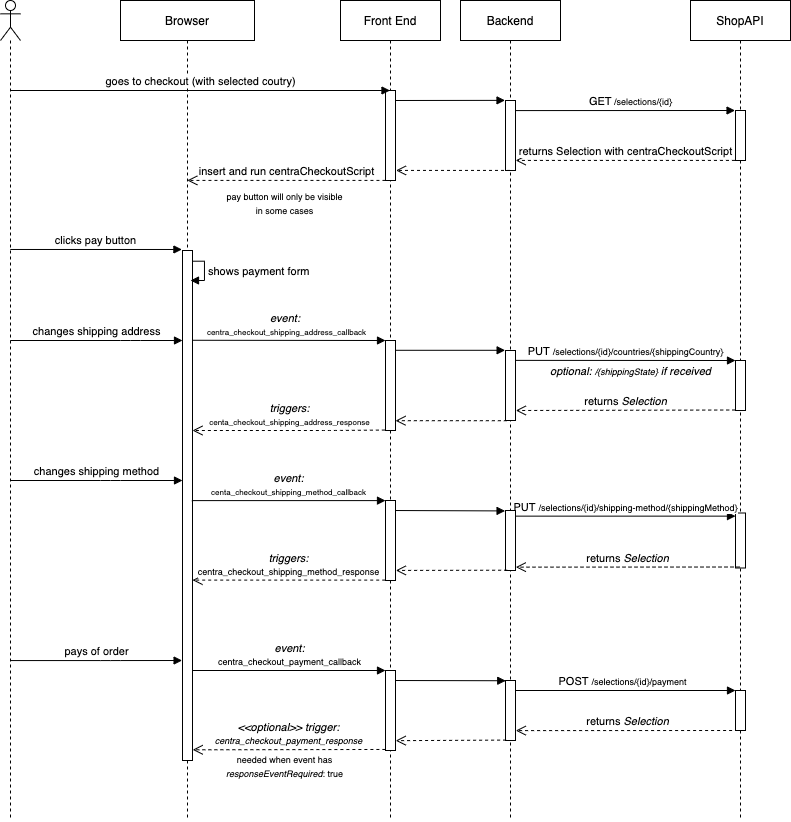 Browser
Front End
Backend
ShopAPI
goes to checkout (with selected coutry)
GET /selections/{id}
returns Selection with centraCheckoutScript
insert and run centraCheckoutScript
pay button will only be visible
in some cases
clicks pay button
shows payment form
event:
changes shipping address
centra_checkout_shipping_address_callback
PUT /selections/{id}/countries/{shippingCountry}
optional: /{shippingState} if received
triggers:
returns Selection
centa_checkout_shipping_address_response
changes shipping method
event:
centa_checkout_shipping_method_callback
PUT /selections/{id}/shipping-method/{shippingMethod}
triggers:
returns Selection
centra_checkout_shipping_method_response
event:
pays of order
centra_checkout_payment_callback
POST /selections/{id}/payment
<<optional>> trigger:
returns Selection
centra_checkout_payment_response
needed when event has
responseEventRequired: true